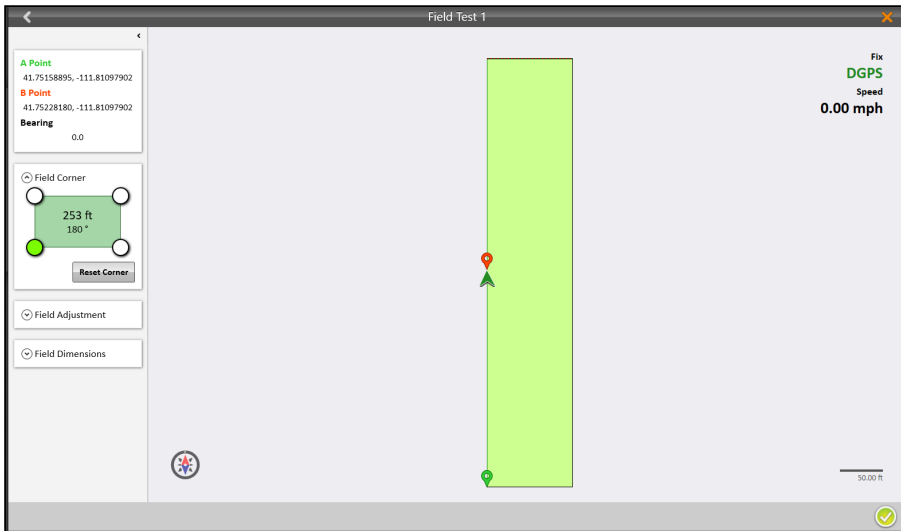 Field Test 1
A Point
41.75158895, -111.81097902
B Point
41.75228180, -111.81097902
Bearing
0.0
Field Corner
253 ft
180 °
Reset Corner
Field Adjustment
Field Dimensions
Fix
DGPS
Speed
0.00 mph
50.00 ft